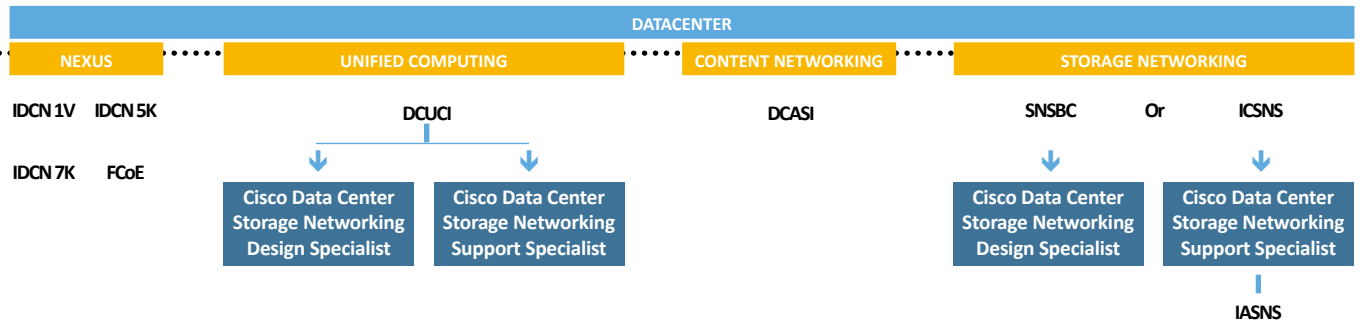 DATACENTER
NEXUS
UNIFIED COMPUTING
CONTENT NETWORKING
STORAGE NETWORKING
IDCN 1V IDCN 5K
DCUCI
DCASI
SNSBC Or ICSNS
IDCN 7K FCoE
Cisco Data Center
Storage Networking
Design Specialist
Cisco Data Center
Storage Networking
Support Specialist
Cisco Data Center
Storage Networking
Design Specialist
Cisco Data Center
Storage Networking
Support Specialist
IASNS